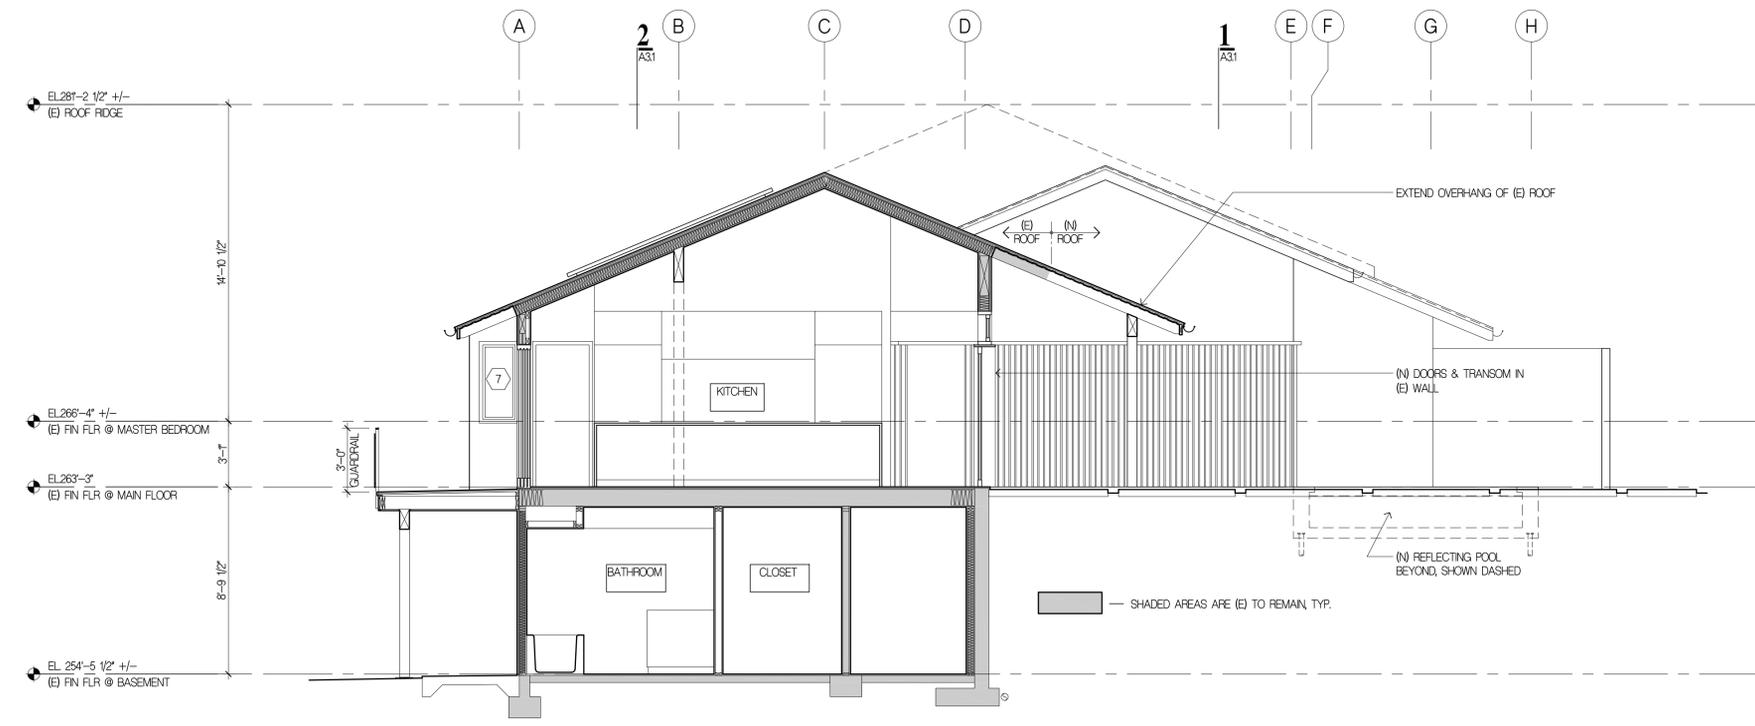 A
2
A3.1
B
C
D
1
A3.1
E
F
G
H
EL.281'-2 1/2" +/-
(E) ROOF RIDGE
EXTEND OVERHANG OF (E) ROOF
(E)
ROOF
(N)
ROOF
14'-10 1/2"
7
KITCHEN
(N) DOORS & TRANSOM IN
(E) WALL
EL.266'-4" +/-
(E) FIN FLR @ MASTER BEDROOM
3'-1"
3'-0"
GUARDRAIL
EL.263'-3"
(E) FIN FLR @ MAIN FLOOR
(N) REFLECTING POOL
BEYOND, SHOWN DASHED
BATHROOM
CLOSET
8'-9 1/2"
SHADED AREAS ARE (E) TO REMAIN, TYP.
EL. 254'-5 1/2" +/-
(E) FIN FLR @ BASEMENT